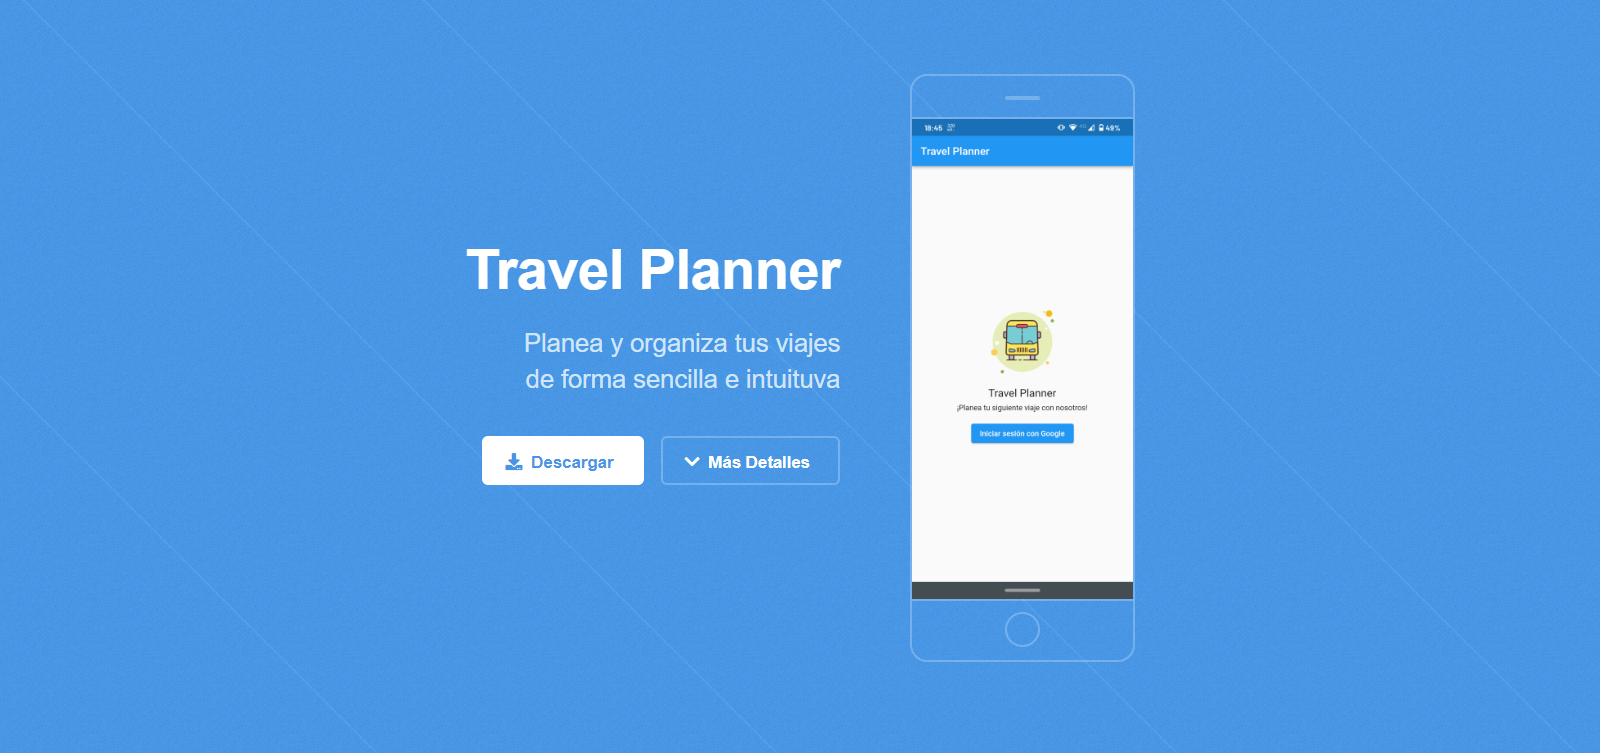 Travel Planner
Planea y organiza tus viajes
de forma sencilla e intuituva
Descargar
Más Detalles
18:45
49%
Travel Planner
Travel Planner
¡Planea tu siguiente viaje con nosotros!
Iniciar sesión con Google